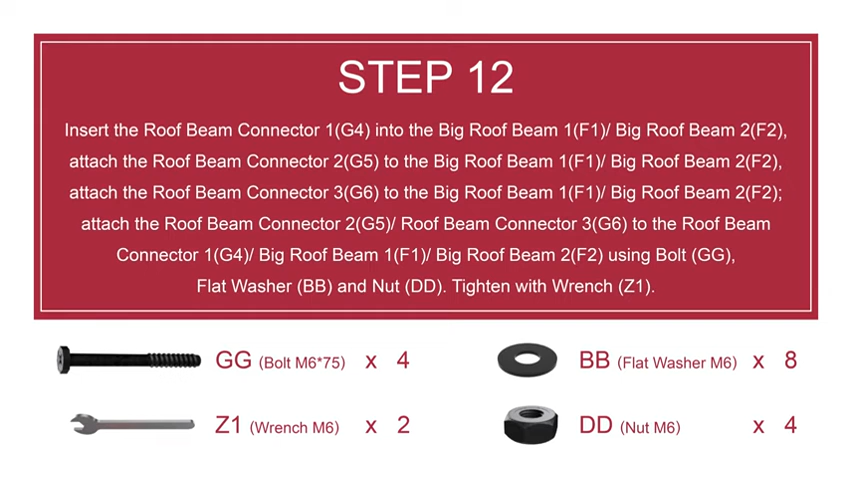 STEP 12
Insert the Roof Beam Connector 1(G4) into the Big Roof Beam 1(F1)/ Big Roof Beam 2(F2),
attach the Roof Beam Connector 2(G5) to the Big Roof Beam 1(F1)/ Big Roof Beam 2(F2),
attach the Roof Beam Connector 3(G6) to the Big Roof Beam 1(F1)/ Big Roof Beam 2(F2);
attach the Roof Beam Connector 2(G5)/ Roof Beam Connector 3(G6) to the Roof Beam
Connector 1(G4)/ Big Roof Beam 1(F1)/ Big Roof Beam 2(F2) using Bolt (GG),
Flat Washer (BB) and Nut (DD). Tighten with Wrench (Z1).
GG (Bolt M6*75) x 4
BB (Flat Washer M6) x 8
Z1 (Wrench M6) x 2
DD (Nut M6) x 4